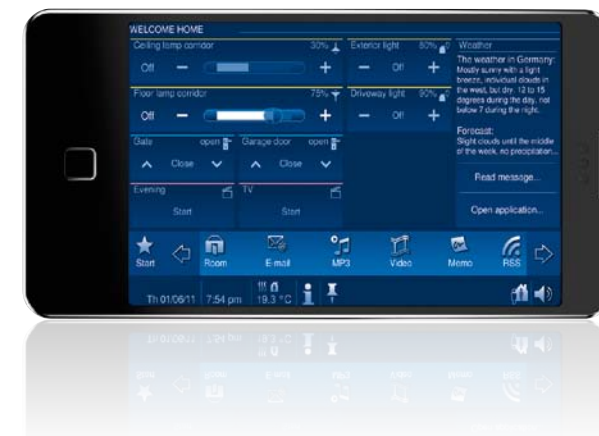 WELCOME HOME
Ceiling lamp corridor 30%
Off − +
Exterior light 80%
− Off +
Weather
The weather in Germany:
Mostly sunny with a light
breeze, individual clouds in
the west, but dry. 12 to 15
degrees during the day, not
below 7 during the night.
Forecast:
Slight clouds until the middle
of the week, no precipitation...
Read message...
Open application...
Floor lamp corridor 75%
Off − +
Driveway light 90%
− Off +
Gate open
Close
Garage door open
Close
Evening
Start
TV
Start
Start
Room
E-mail
MP3
Video
Memo
RSS
Th 01/06/11
7:54 pm
19.3 °C